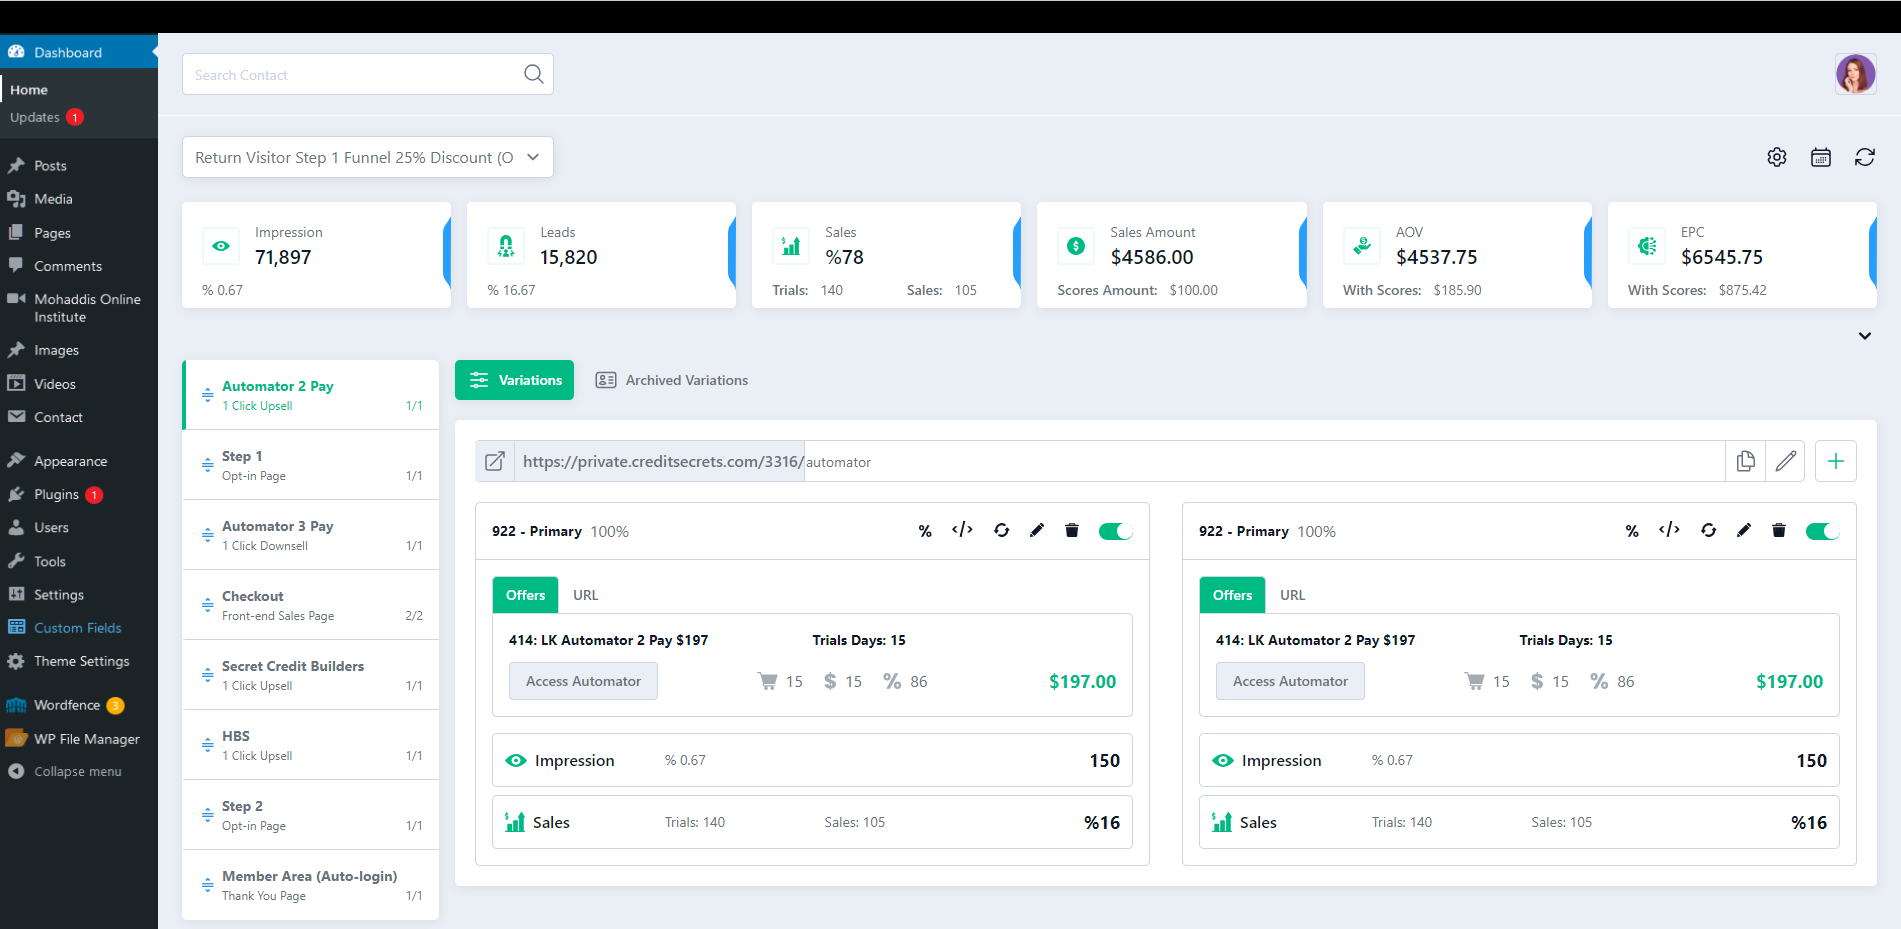 Dashboard
Home
Updates 1
Posts
Media
Pages
Comments
Mohaddis Online
Institute
Images
Videos
Contact
Appearance
Plugins 1
Users
Tools
Settings
Custom Fields
Theme Settings
Wordfence 3
WP File Manager
Collapse menu
Search Contact
Return Visitor Step 1 Funnel 25% Discount (O
Impression
71,897
% 0.67
Leads
15,820
% 16.67
Sales
%78
Trials: 140 Sales: 105
Sales Amount
$4586.00
Scores Amount: $100.00
AOV
$4537.75
With Scores: $185.90
EPC
$6545.75
With Scores: $875.42
Automator 2 Pay
1 Click Upsell 1/1
Step 1
Opt-in Page 1/1
Automator 3 Pay
1 Click Downsell 1/1
Checkout
Front-end Sales Page 2/2
Secret Credit Builders
1 Click Upsell 1/1
HBS
1 Click Upsell 1/1
Step 2
Opt-in Page 1/1
Member Area (Auto-login)
Thank You Page 1/1
Variations Archived Variations
https://private.creditsecrets.com/3316/automator
922 - Primary 100% % </>
Offers URL
414: LK Automator 2 Pay $197 Trials Days: 15
Access Automator 15 $ 15 % 86 $197.00
Impression % 0.67 150
Sales Trials: 140 Sales: 105 %16
922 - Primary 100% % </>
Offers URL
414: LK Automator 2 Pay $197 Trials Days: 15
Access Automator 15 $ 15 % 86 $197.00
Impression % 0.67 150
Sales Trials: 140 Sales: 105 %16